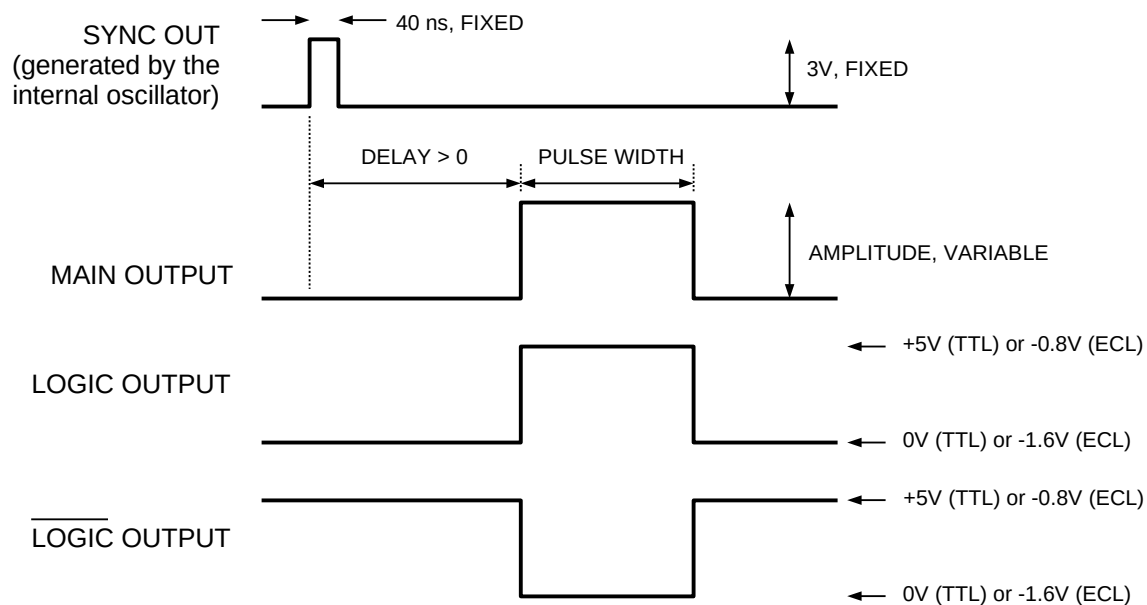 40 ns, FIXED
SYNC OUT
(generated by the
internal oscillator)
3V, FIXED
DELAY > 0
PULSE WIDTH
AMPLITUDE, VARIABLE
MAIN OUTPUT
+5V (TTL) or -0.8V (ECL)
LOGIC OUTPUT
0V (TTL) or -1.6V (ECL)
+5V (TTL) or -0.8V (ECL)
LOGIC OUTPUT
0V (TTL) or -1.6V (ECL)